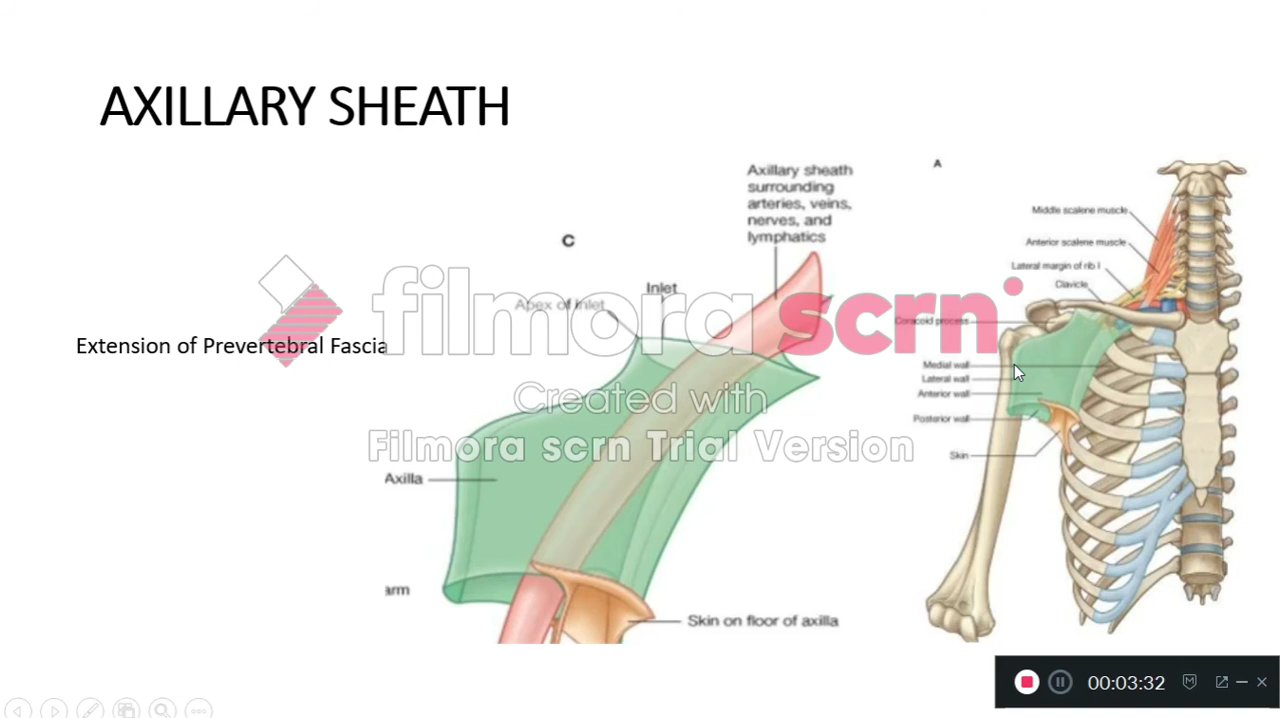 AXILLARY SHEATH
Extension of Prevertebral Fascia
C
Axillary sheath
surrounding
arteries, veins,
nerves, and
lymphatics
Apex of inlet
Inlet
Axilla
arm
Skin on floor of axilla
A
Middle scalene muscle
Anterior scalene muscle
Lateral margin of rib I
Clavicle
Coracoid process
Medial wall
Lateral wall
Anterior wall
Posterior wall
Skin
filmora scrn
Created with
Filmora scrn Trial Version
00:03:32